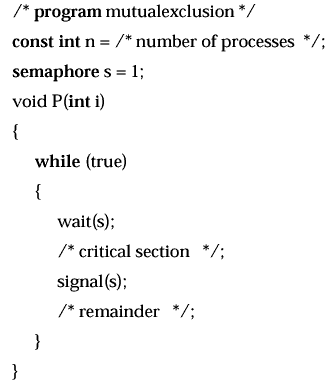 /* program mutualexclusion */
const int n = /* number of processes */;
semaphore s = 1;
void P(int i)
{
while (true)
{
wait(s);
/* critical section */;
signal(s);
/* remainder */;
}
}